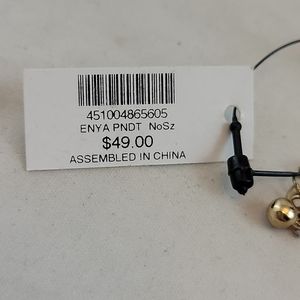 451004865605
ENYA PNDT NoSz
$49.00
ASSEMBLED IN CHINA